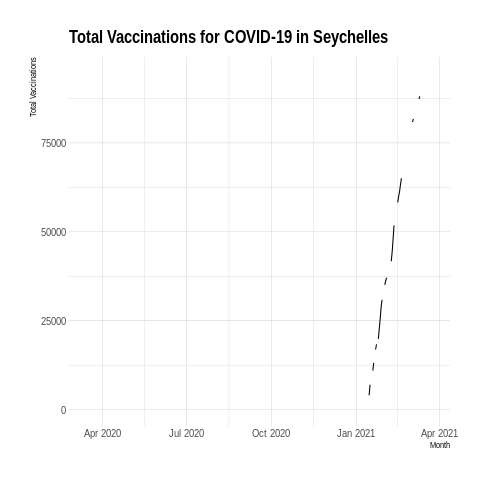 Total Vaccinations for COVID-19 in Seychelles
Total Vaccinations
75000
50000
25000
0
Apr 2020 Jul 2020 Oct 2020 Jan 2021 Apr 2021
Month